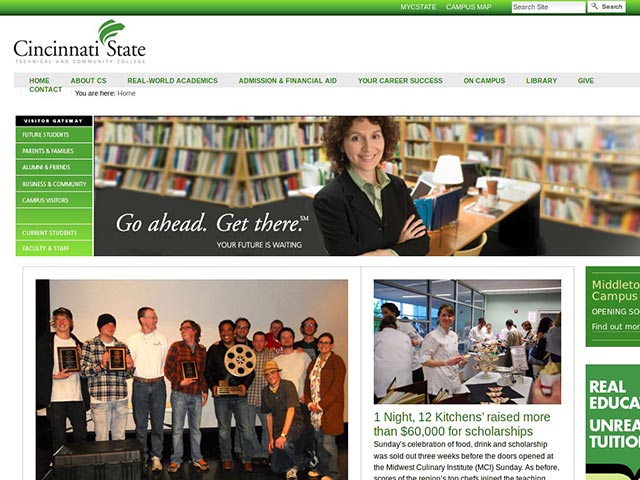 MYCSTATE CAMPUS MAP Search Site Search
Cincinnati State
TECHNICAL AND COMMUNITY COLLEGE
HOME ABOUT CS REAL-WORLD ACADEMICS ADMISSION & FINANCIAL AID YOUR CAREER SUCCESS ON CAMPUS LIBRARY GIVE
CONTACT
You are here: Home
VISITOR GATEWAY
FUTURE STUDENTS
PARENTS & FAMILIES
ALUMNI & FRIENDS
BUSINESS & COMMUNITY
CAMPUS VISITORS
CURRENT STUDENTS
FACULTY & STAFF
Go ahead. Get there.℠
YOUR FUTURE IS WAITING
1 Night, 12 Kitchens' raised more
than $60,000 for scholarships
Sunday's celebration of food, drink and scholarship
was sold out three weeks before the doors opened at
the Midwest Culinary Institute (MCI) Sunday. As before,
scores of the region's top chefs joined the teaching
Middleto
Campus
OPENING SO
Find out mor
REAL
EDUCA
UNREA
TUITIO